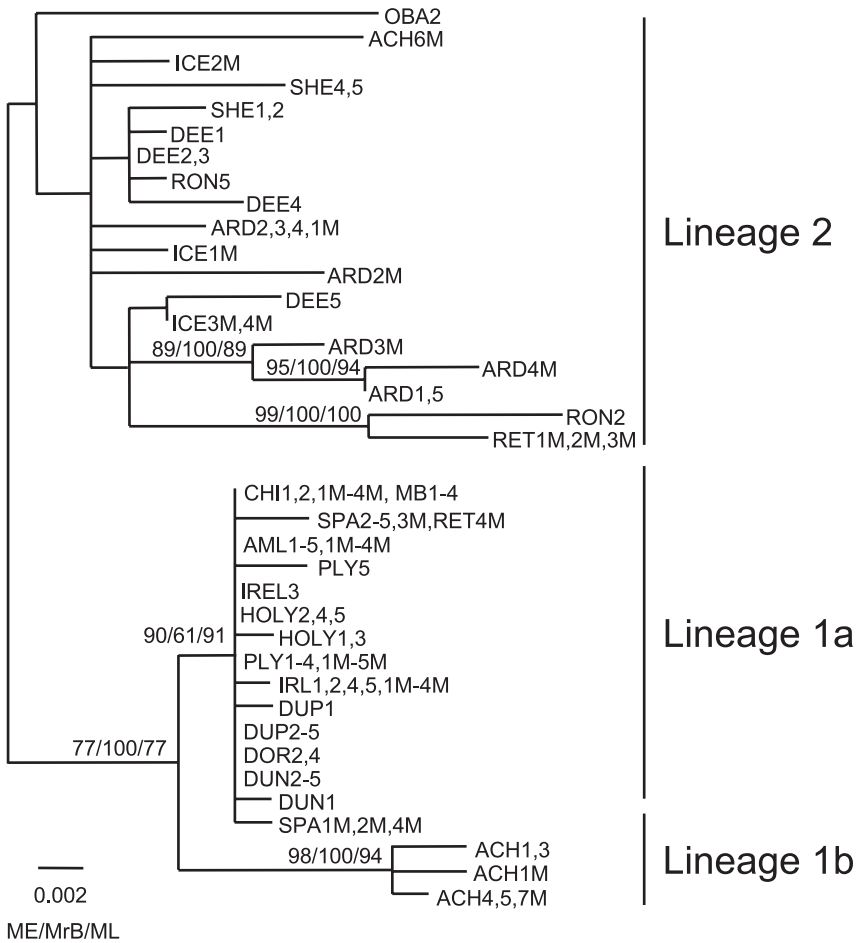 OBA2
ACH6M
ICE2M
SHE4,5
SHE1,2
DEE1
DEE2,3
RON5
DEE4
ARD2,3,4,1M
Lineage 2
ICE1M
ARD2M
DEE5
ICE3M,4M
89/100/89
ARD3M
95/100/94
ARD4M
ARD1,5
99/100/100
RON2
RET1M,2M,3M
CHI1,2,1M-4M, MB1-4
SPA2-5,3M,RET4M
AML1-5,1M-4M
PLY5
IREL3
HOLY2,4,5
90/61/91
HOLY1,3
Lineage 1a
PLY1-4,1M-5M
IRL1,2,4,5,1M-4M
DUP1
DUP2-5
77/100/77
DOR2,4
DUN2-5
DUN1
SPA1M,2M,4M
98/100/94
ACH1,3
Lineage 1b
ACH1M
ACH4,5,7M
0.002
ME/MrB/ML